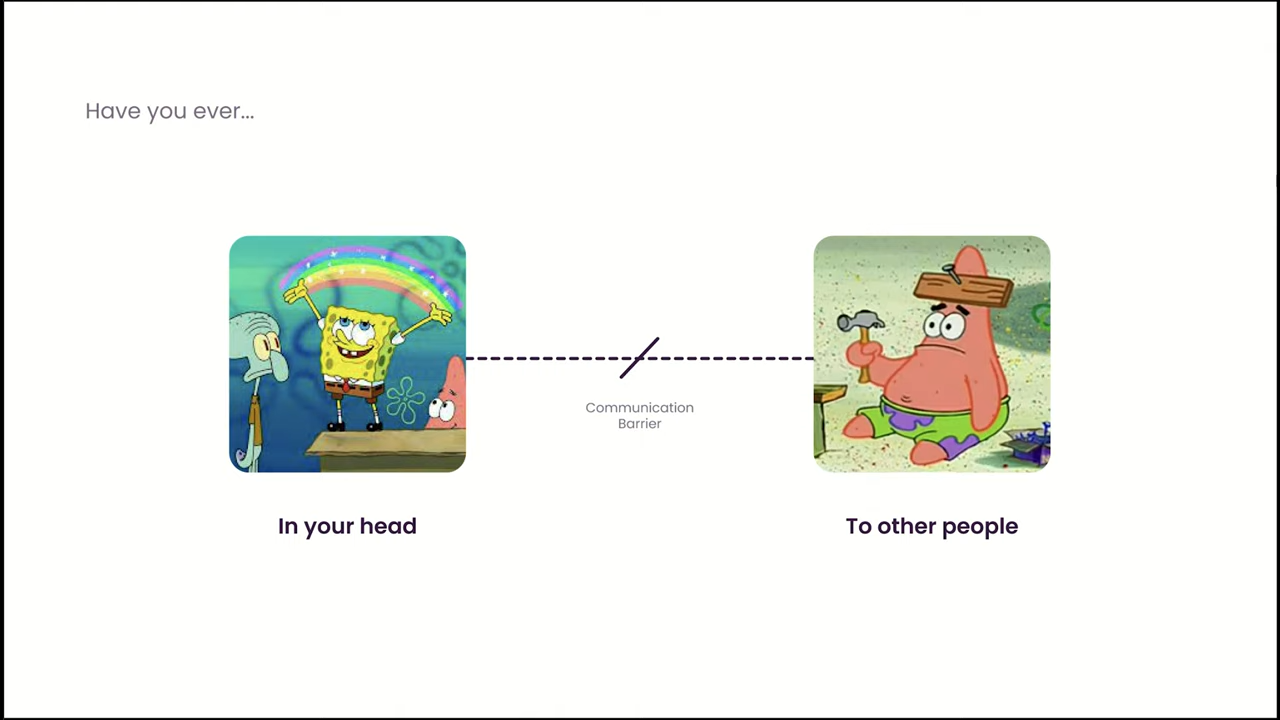 Have you ever...
Communication
Barrier
In your head
To other people